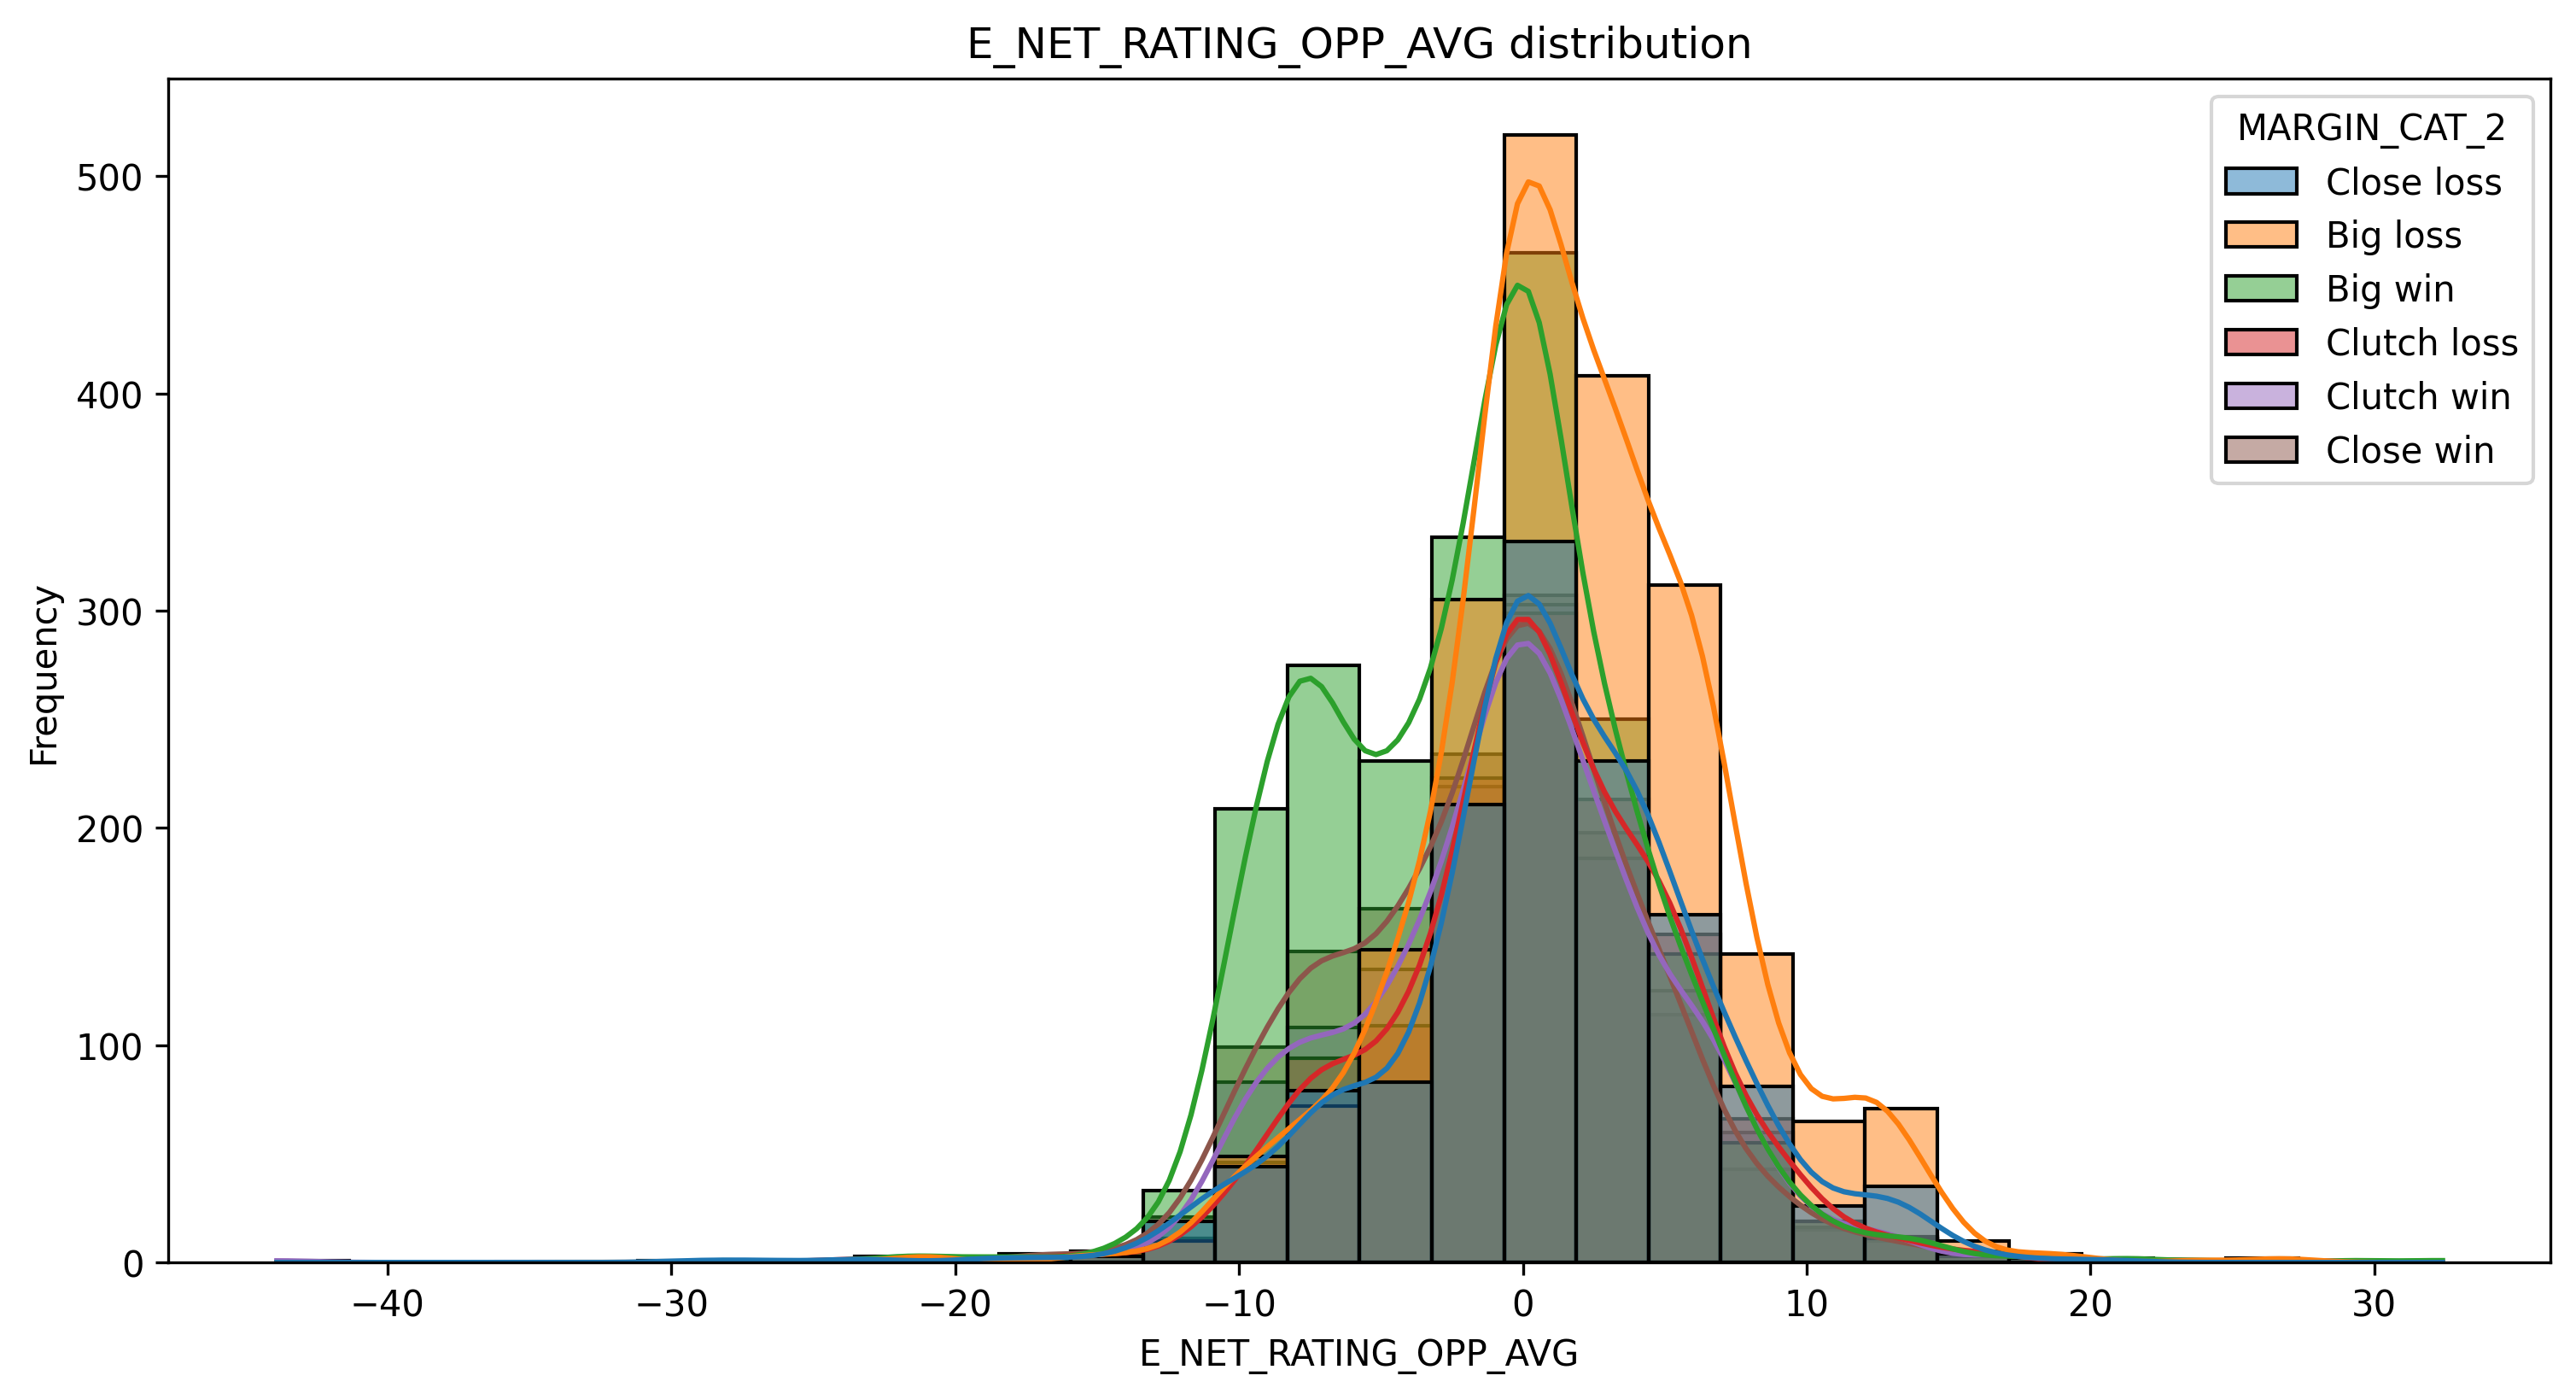 E_NET_RATING_OPP_AVG distribution
MARGIN_CAT_2
Close loss
Big loss
Big win
Clutch loss
Clutch win
Close win
Frequency
500
400
300
200
100
0
−40
−30
−20
−10
0
10
20
30
E_NET_RATING_OPP_AVG